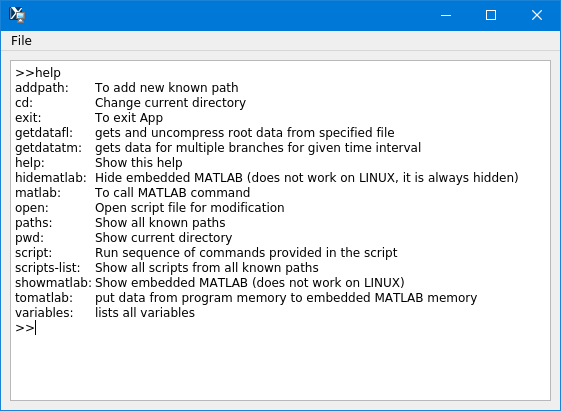 File
>>help
addpath: To add new known path
cd: Change current directory
exit: To exit App
getdatafl: gets and uncompress root data from specified file
getdatatm: gets data for multiple branches for given time interval
help: Show this help
hidematlab: Hide embedded MATLAB (does not work on LINUX, it is always hidden)
matlab: To call MATLAB command
open: Open script file for modification
paths: Show all known paths
pwd: Show current directory
script: Run sequence of commands provided in the script
scripts-list: Show all scripts from all known paths
showmatlab: Show embedded MATLAB (does not work on LINUX)
tomatlab: put data from program memory to embedded MATLAB memory
variables: lists all variables
>>